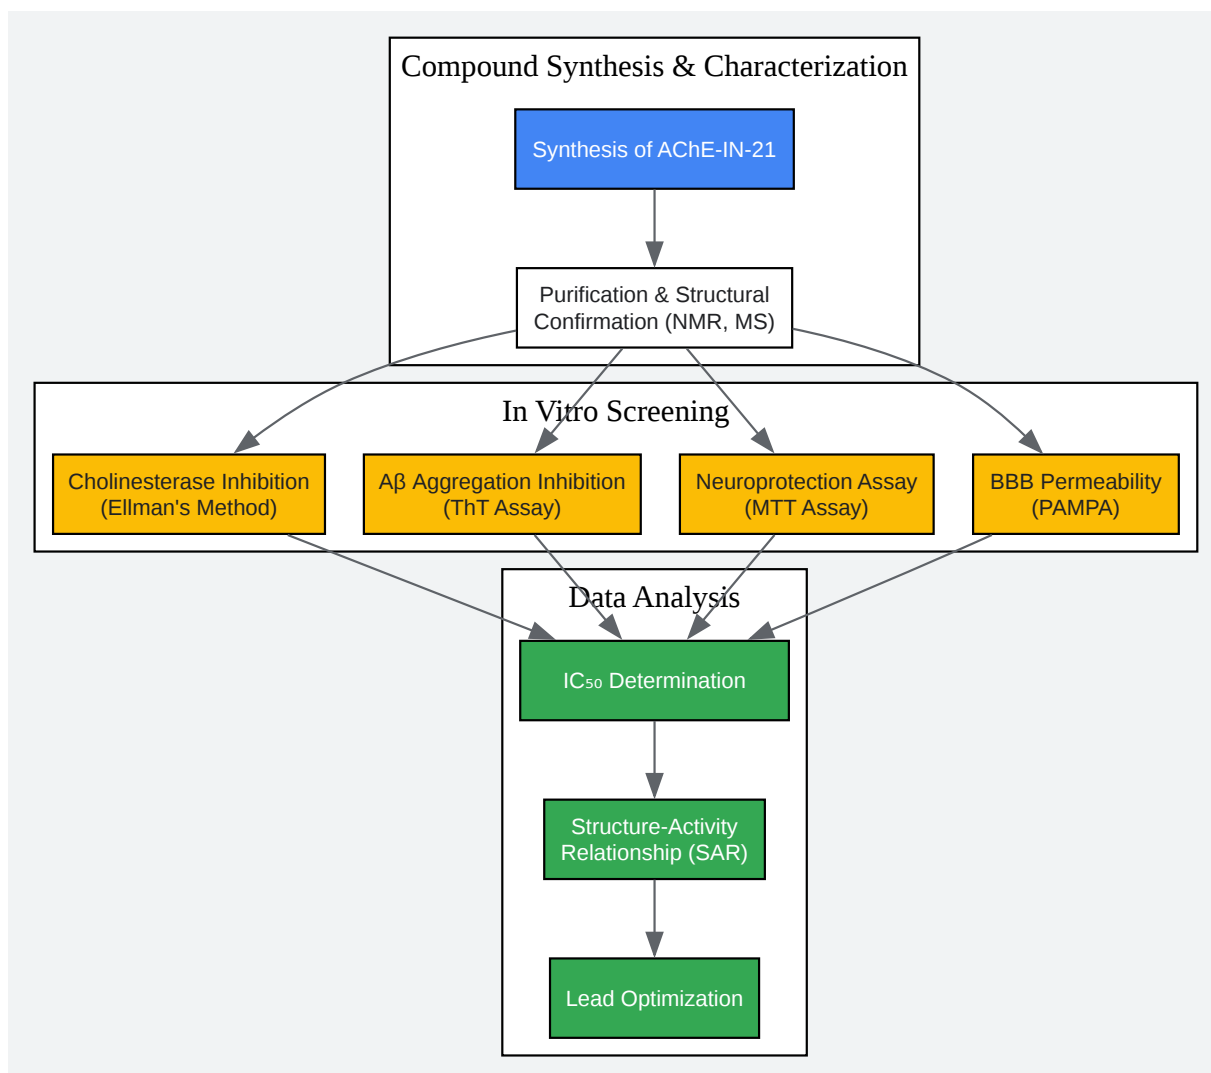 Compound Synthesis & Characterization
Synthesis of AChE-IN-21
Purification & Structural
Confirmation (NMR, MS)
In Vitro Screening
Cholinesterase Inhibition
(Ellman's Method)
Aβ Aggregation Inhibition
(ThT Assay)
Neuroprotection Assay
(MTT Assay)
BBB Permeability
(PAMPA)
Data Analysis
IC₅₀ Determination
Structure-Activity
Relationship (SAR)
Lead Optimization